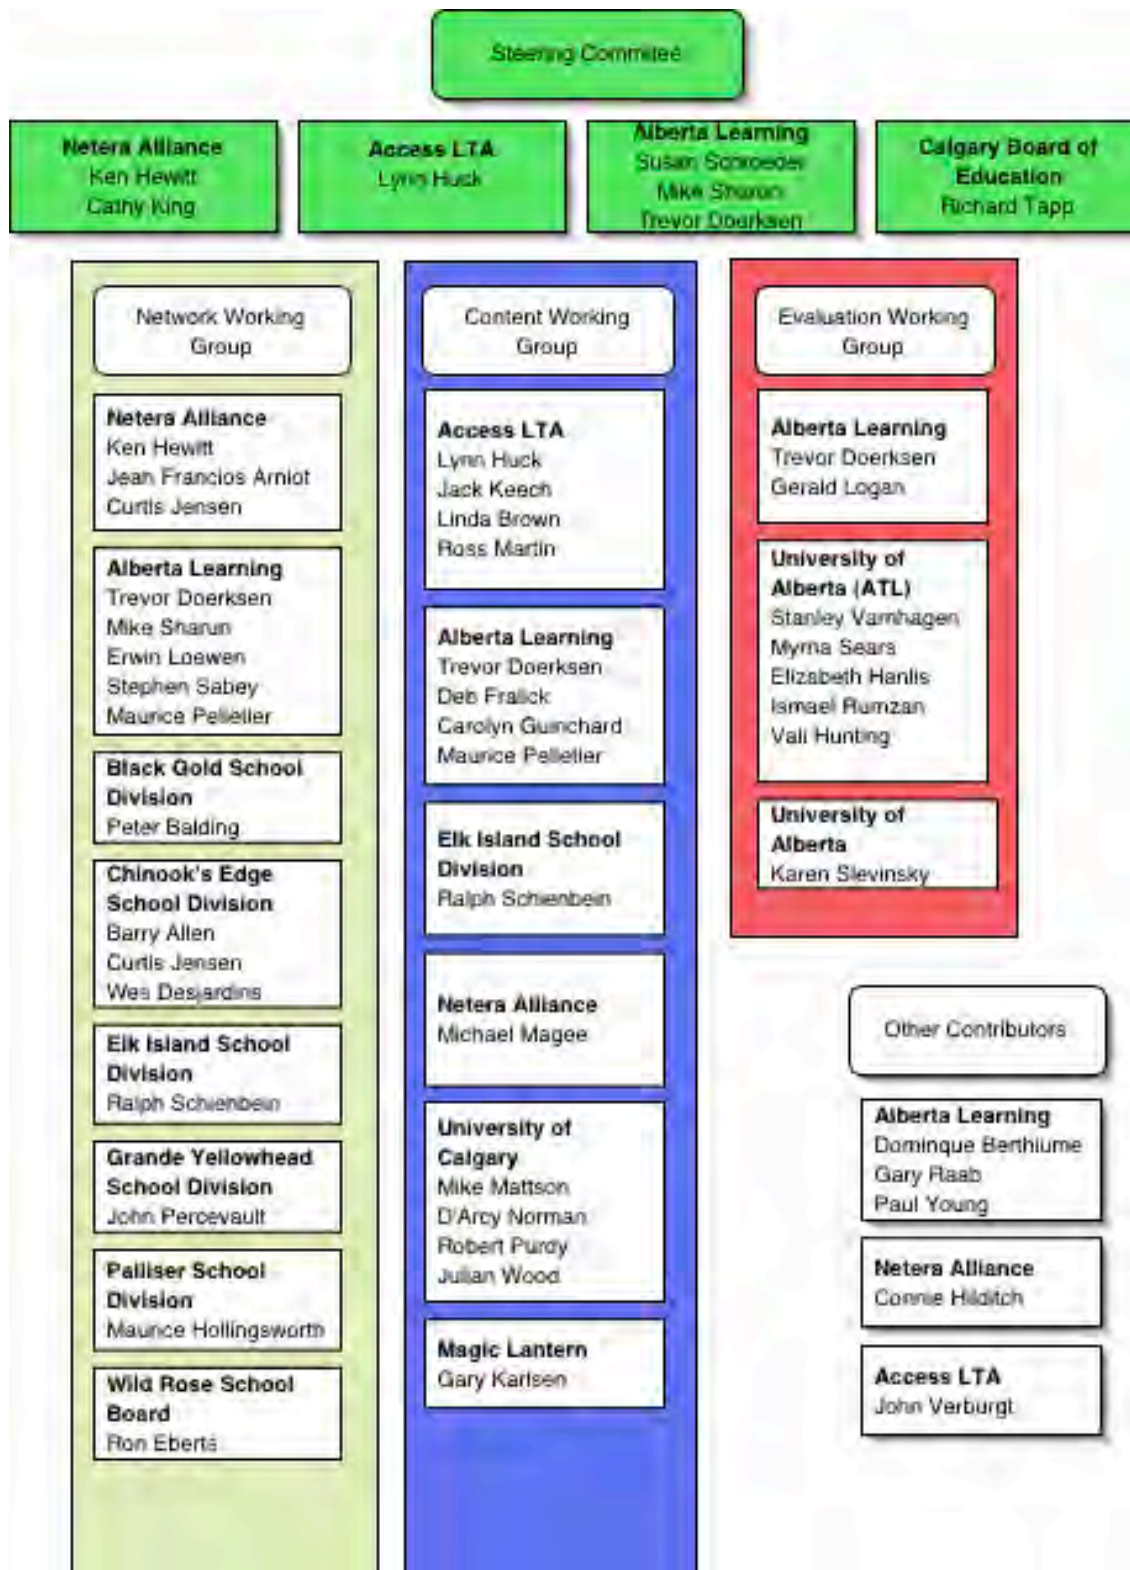 Steering Commitee
Netera Alliance
Ken Hewitt
Cathy King
Access LTA
Lynn Huck
Alberta Learning
Susan Schroeder
Mike Sharun
Trevor Doerksen
Calgary Board of
Education
Richard Tapp
Network Working
Group
Netera Alliance
Ken Hewitt
Jean Francios Arniot
Curtis Jensen
Alberta Learning
Trevor Doerksen
Mike Sharun
Erwin Loewen
Stephen Sabey
Maurice Pelletier
Black Gold School
Division
Peter Balding
Chinook's Edge
School Division
Barry Allen
Curtis Jensen
Wes Desjardins
Elk Island School
Division
Ralph Schienbein
Grande Yellowhead
School Division
John Percevault
Palliser School
Division
Maurice Hollingsworth
Wild Rose School
Board
Ron Eberts
Content Working
Group
Access LTA
Lynn Huck
Jack Keech
Linda Brown
Ross Martin
Alberta Learning
Trevor Doerksen
Deb Fralick
Carolyn Guinchard
Maurice Pelletier
Elk Island School
Division
Ralph Schienbein
Netera Alliance
Michael Magee
University of
Calgary
Mike Mattson
D'Arcy Norman
Robert Purdy
Julian Wood
Magic Lantern
Gary Karlsen
Evaluation Working
Group
Alberta Learning
Trevor Doerksen
Gerald Logan
University of
Alberta (ATL)
Stanley Varnhagen
Myrna Sears
Elizabeth Hanlis
Ismael Rumzan
Vali Hunting
University of
Alberta
Karen Slevinsky
Other Contributors
Alberta Learning
Dominque Berthiume
Gary Raab
Paul Young
Netera Alliance
Connie Hilditch
Access LTA
John Verburgt